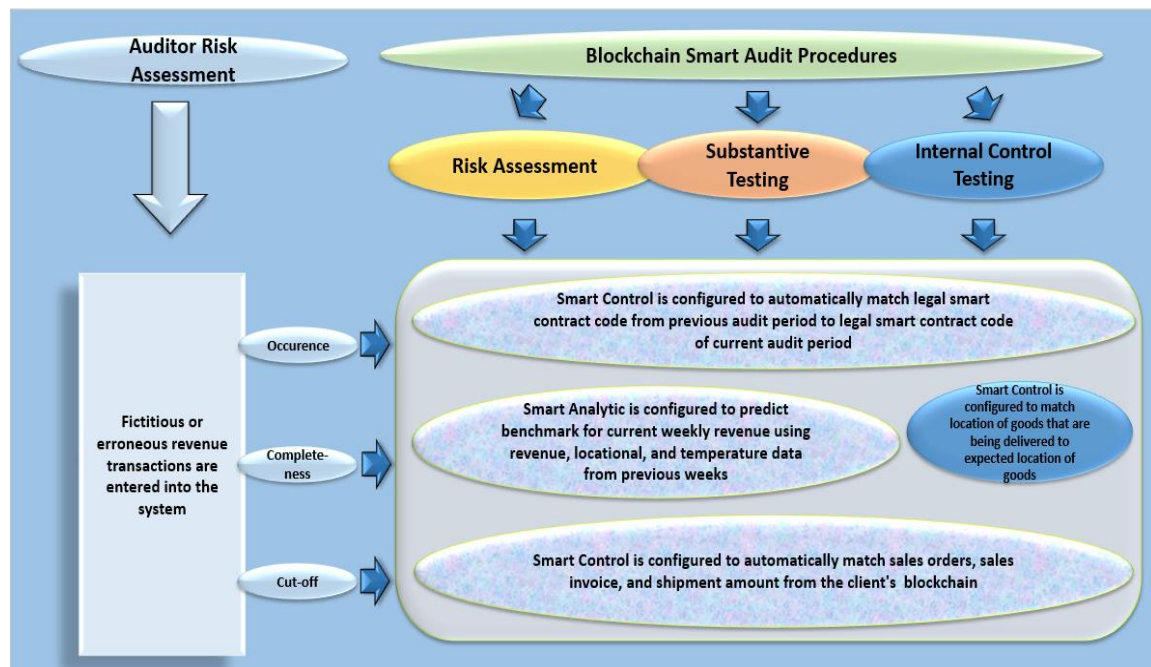 Auditor Risk
Assessment
Blockchain Smart Audit Procedures
Risk Assessment
Substantive
Testing
Internal Control
Testing
Fictitious or
erroneous revenue
transactions are
entered into the
system
Occurence
Complete-
ness
Cut-off
Smart Control is configured to automatically match legal smart
contract code from previous audit period to legal smart contract code
of current audit period
Smart Analytic is configured to predict
benchmark for current weekly revenue using
revenue, locational, and temperature data
from previous weeks
Smart Control is
configured to match
location of goods that are
being delivered to
expected location of
goods
Smart Control is configured to automatically match sales orders, sales
invoice, and shipment amount from the client's blockchain